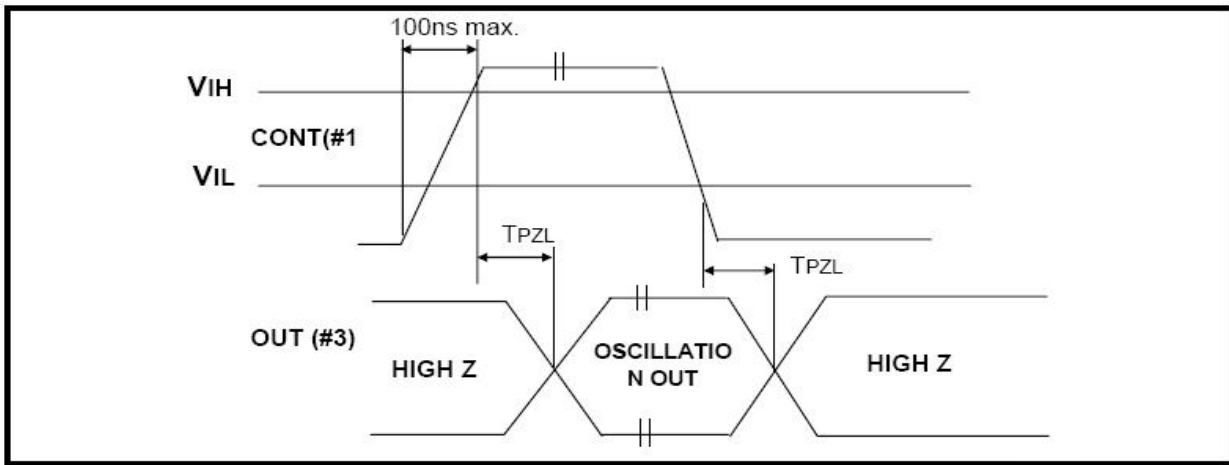 100ns max.
VIH
CONT(#1
VIL
TPZL
TPZL
OUT (#3)
HIGH Z
OSCILLATIO
N OUT
HIGH Z